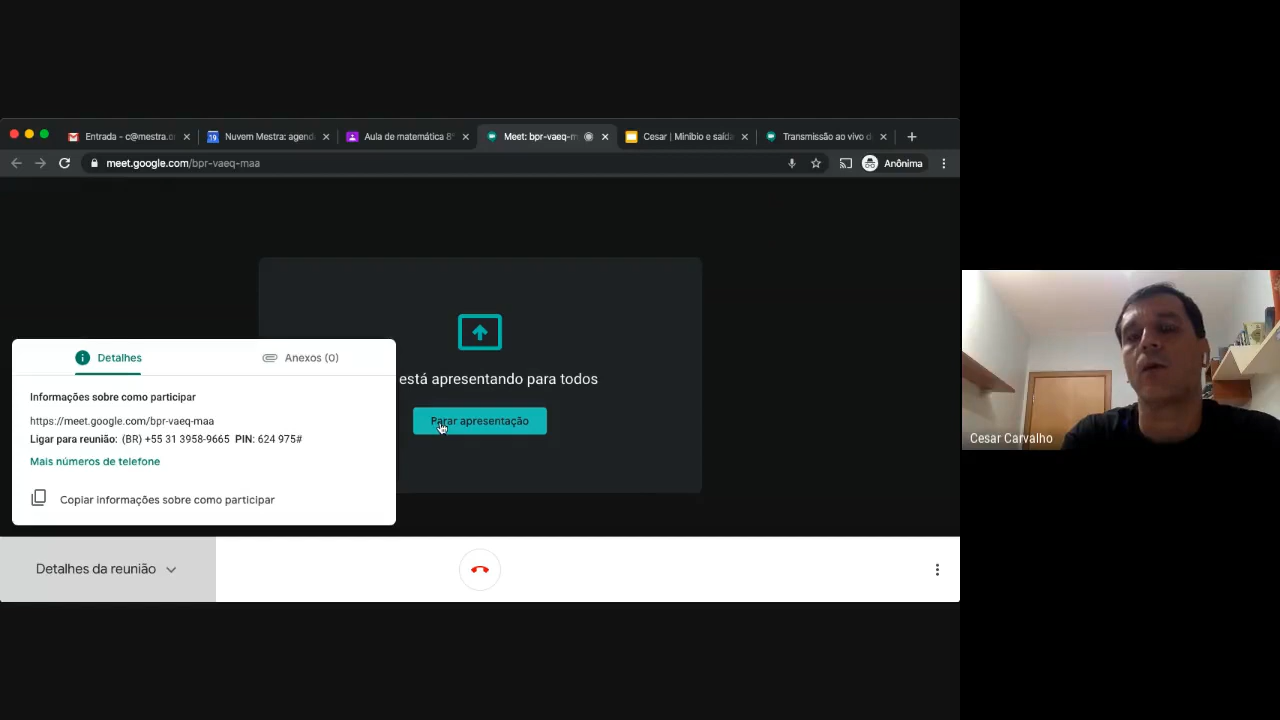 Entrada - c@mestra.o
Nuvem Mestra: agend
Aula de matemática 8º
Meet: bpr-vaeq-m
Cesar | Minibio e saída
Transmissão ao vivo d
meet.google.com/bpr-vaeq-maa
Anônima
está apresentando para todos
Parar apresentação
Detalhes
Anexos (0)
Informações sobre como participar
https://meet.google.com/bpr-vaeq-maa
Ligar para reunião: (BR) +55 31 3958-9665 PIN: 624 975#
Mais números de telefone
Copiar informações sobre como participar
Detalhes da reunião
Cesar Carvalho